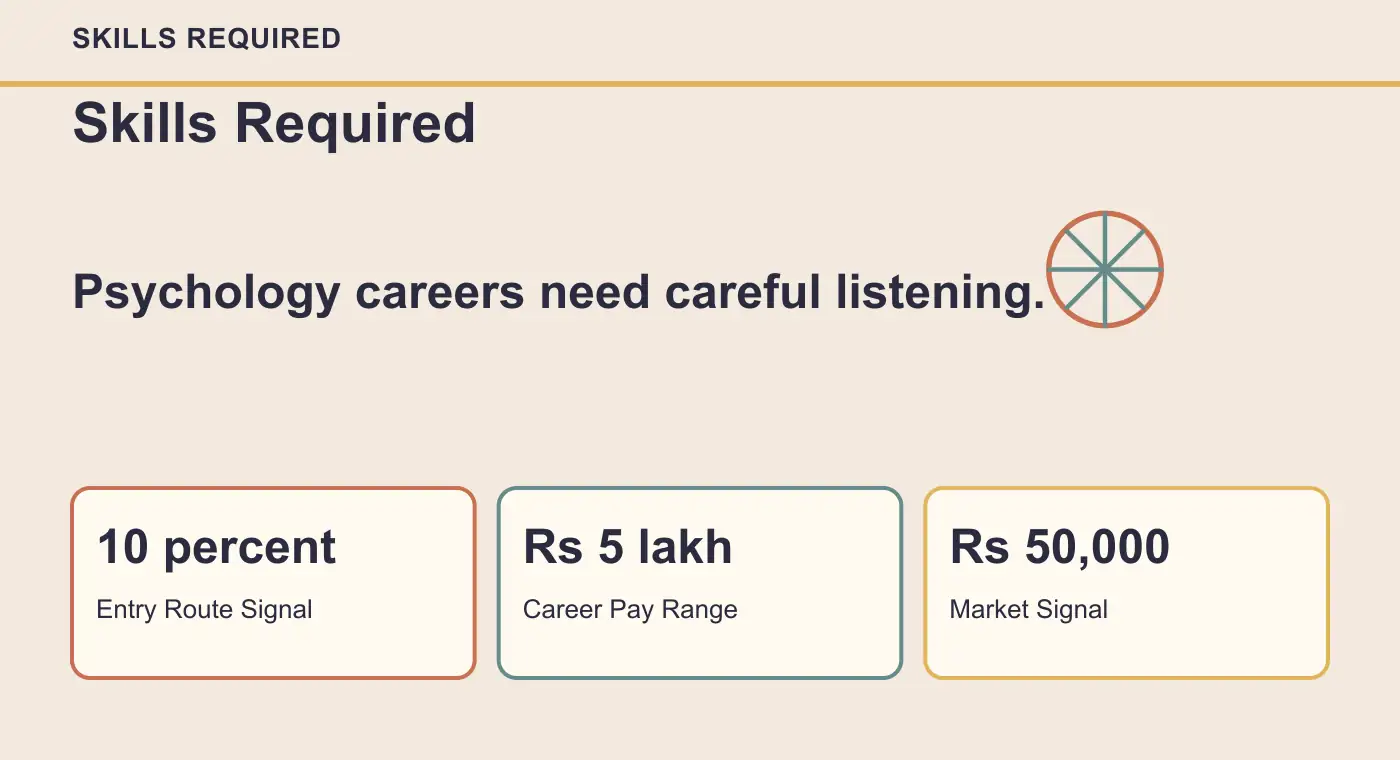 SKILLS REQUIRED
Skills Required
Psychology careers need careful listening.
10 percent
Entry Route Signal
Rs 5 lakh
Career Pay Range
Rs 50,000
Market Signal